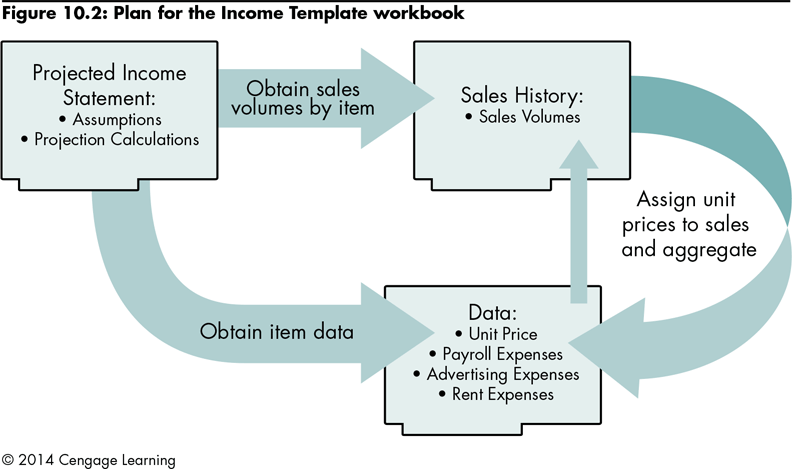 Figure 10.2: Plan for the Income Template workbook
Projected Income
Statement:
• Assumptions
• Projection Calculations
Obtain sales
volumes by item
Sales History:
• Sales Volumes
Assign unit
prices to sales
and aggregate
Obtain item data
Data:
• Unit Price
• Payroll Expenses
• Advertising Expenses
• Rent Expenses
© 2014 Cengage Learning